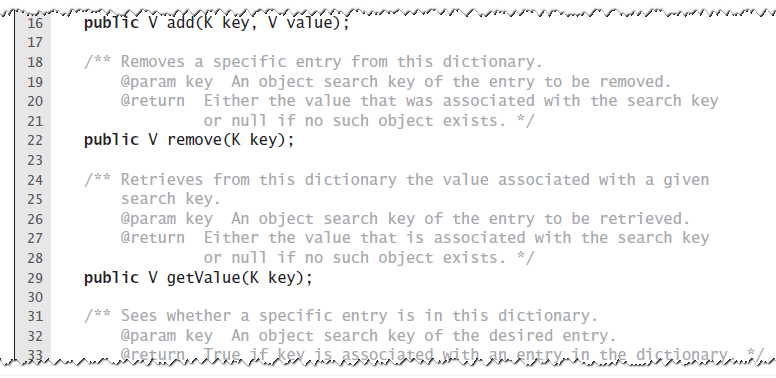 16 public V add(K key, V value);
17
18 /** Removes a specific entry from this dictionary.
19 @param key An object search key of the entry to be removed.
20 @return Either the value that was associated with the search key
21 or null if no such object exists. */
22 public V remove(K key);
23
24 /** Retrieves from this dictionary the value associated with a given
25 search key.
26 @param key An object search key of the entry to be retrieved.
27 @return Either the value that is associated with the search key
28 or null if no such object exists. */
29 public V getValue(K key);
30
31 /** Sees whether a specific entry is in this dictionary.
32 @param key An object search key of the desired entry.
33 @return True if key is associated with an entry in the dictionary. */